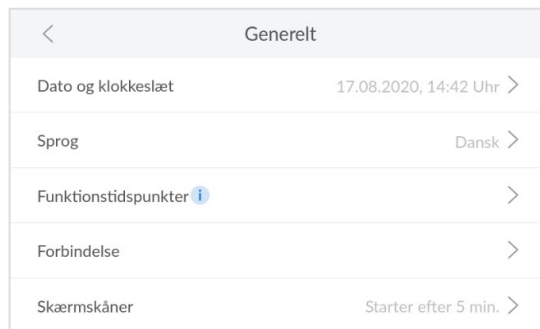 Generelt
Dato og klokkeslæt 17.08.2020, 14:42 Uhr
Sprog Dansk
Funktionstidspunkter i
Forbindelse
Skærmskåner Starter efter 5 min.